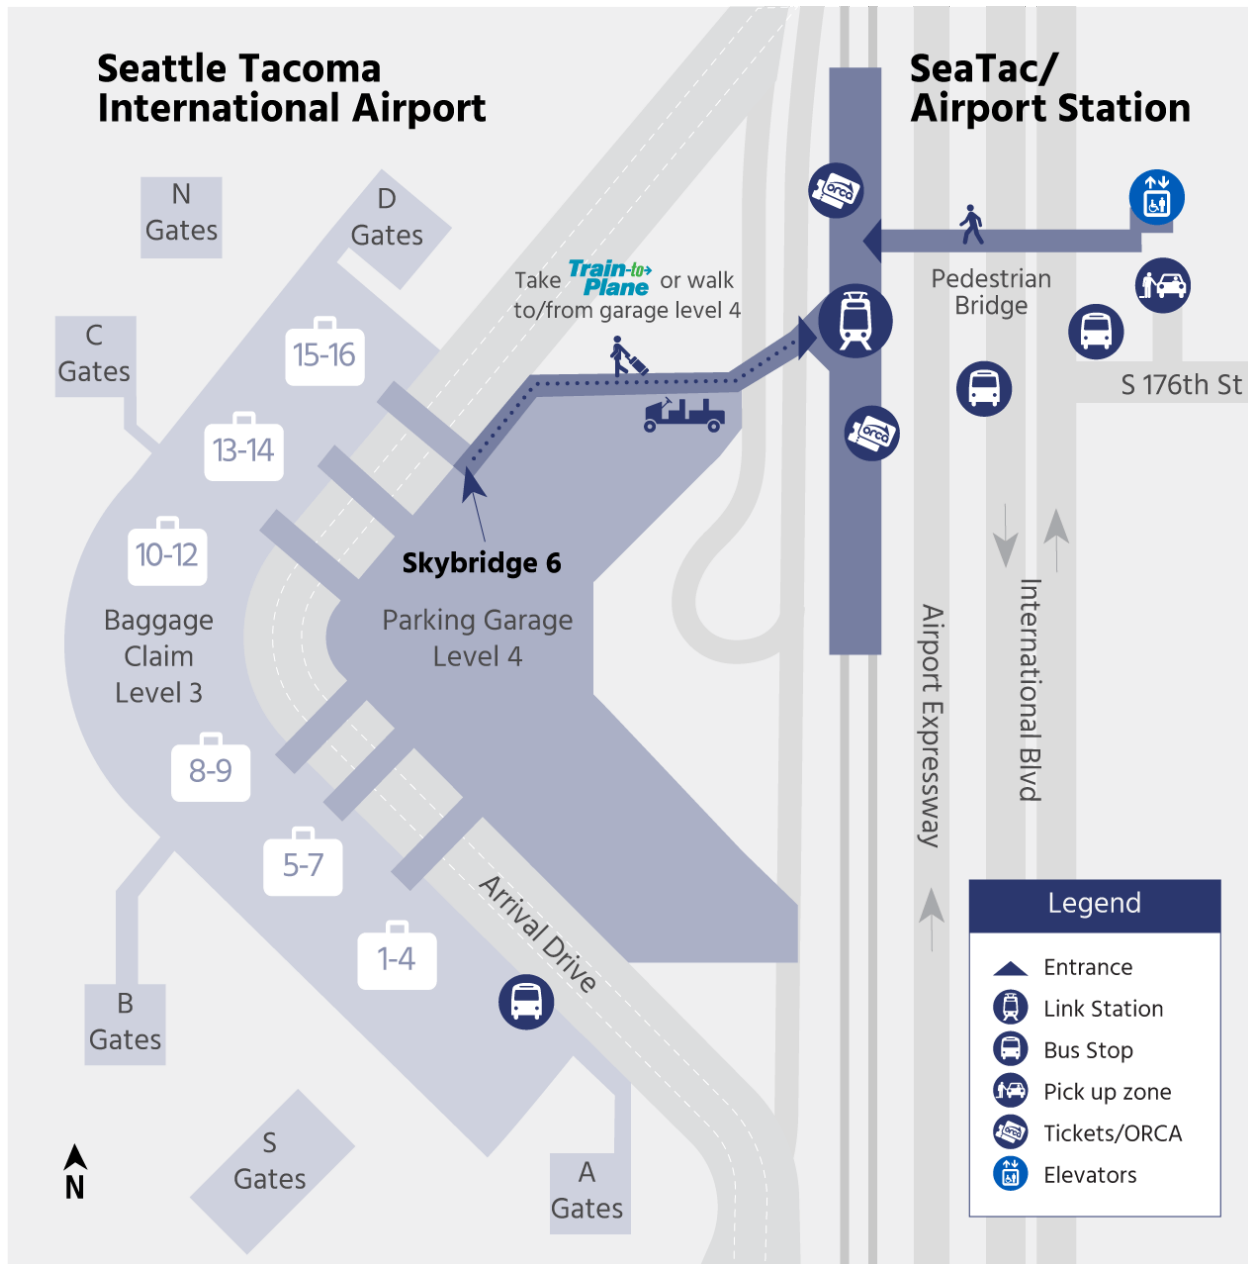 Seattle Tacoma
International Airport
SeaTac/
Airport Station
N
Gates
D
Gates
orca
Take Train-to→ or walk
Plane
to/from garage level 4
Pedestrian
Bridge
C
Gates
15-16
S 176th St
13-14
orca
10-12
Skybridge 6
Baggage
Claim
Level 3
Parking Garage
Level 4
Airport Expressway
International Blvd
8-9
5-7
Arrival Drive
1-4
B
Gates
S
Gates
A
Gates
N
Legend
Entrance
Link Station
Bus Stop
Pick up zone
orca
Tickets/ORCA
Elevators